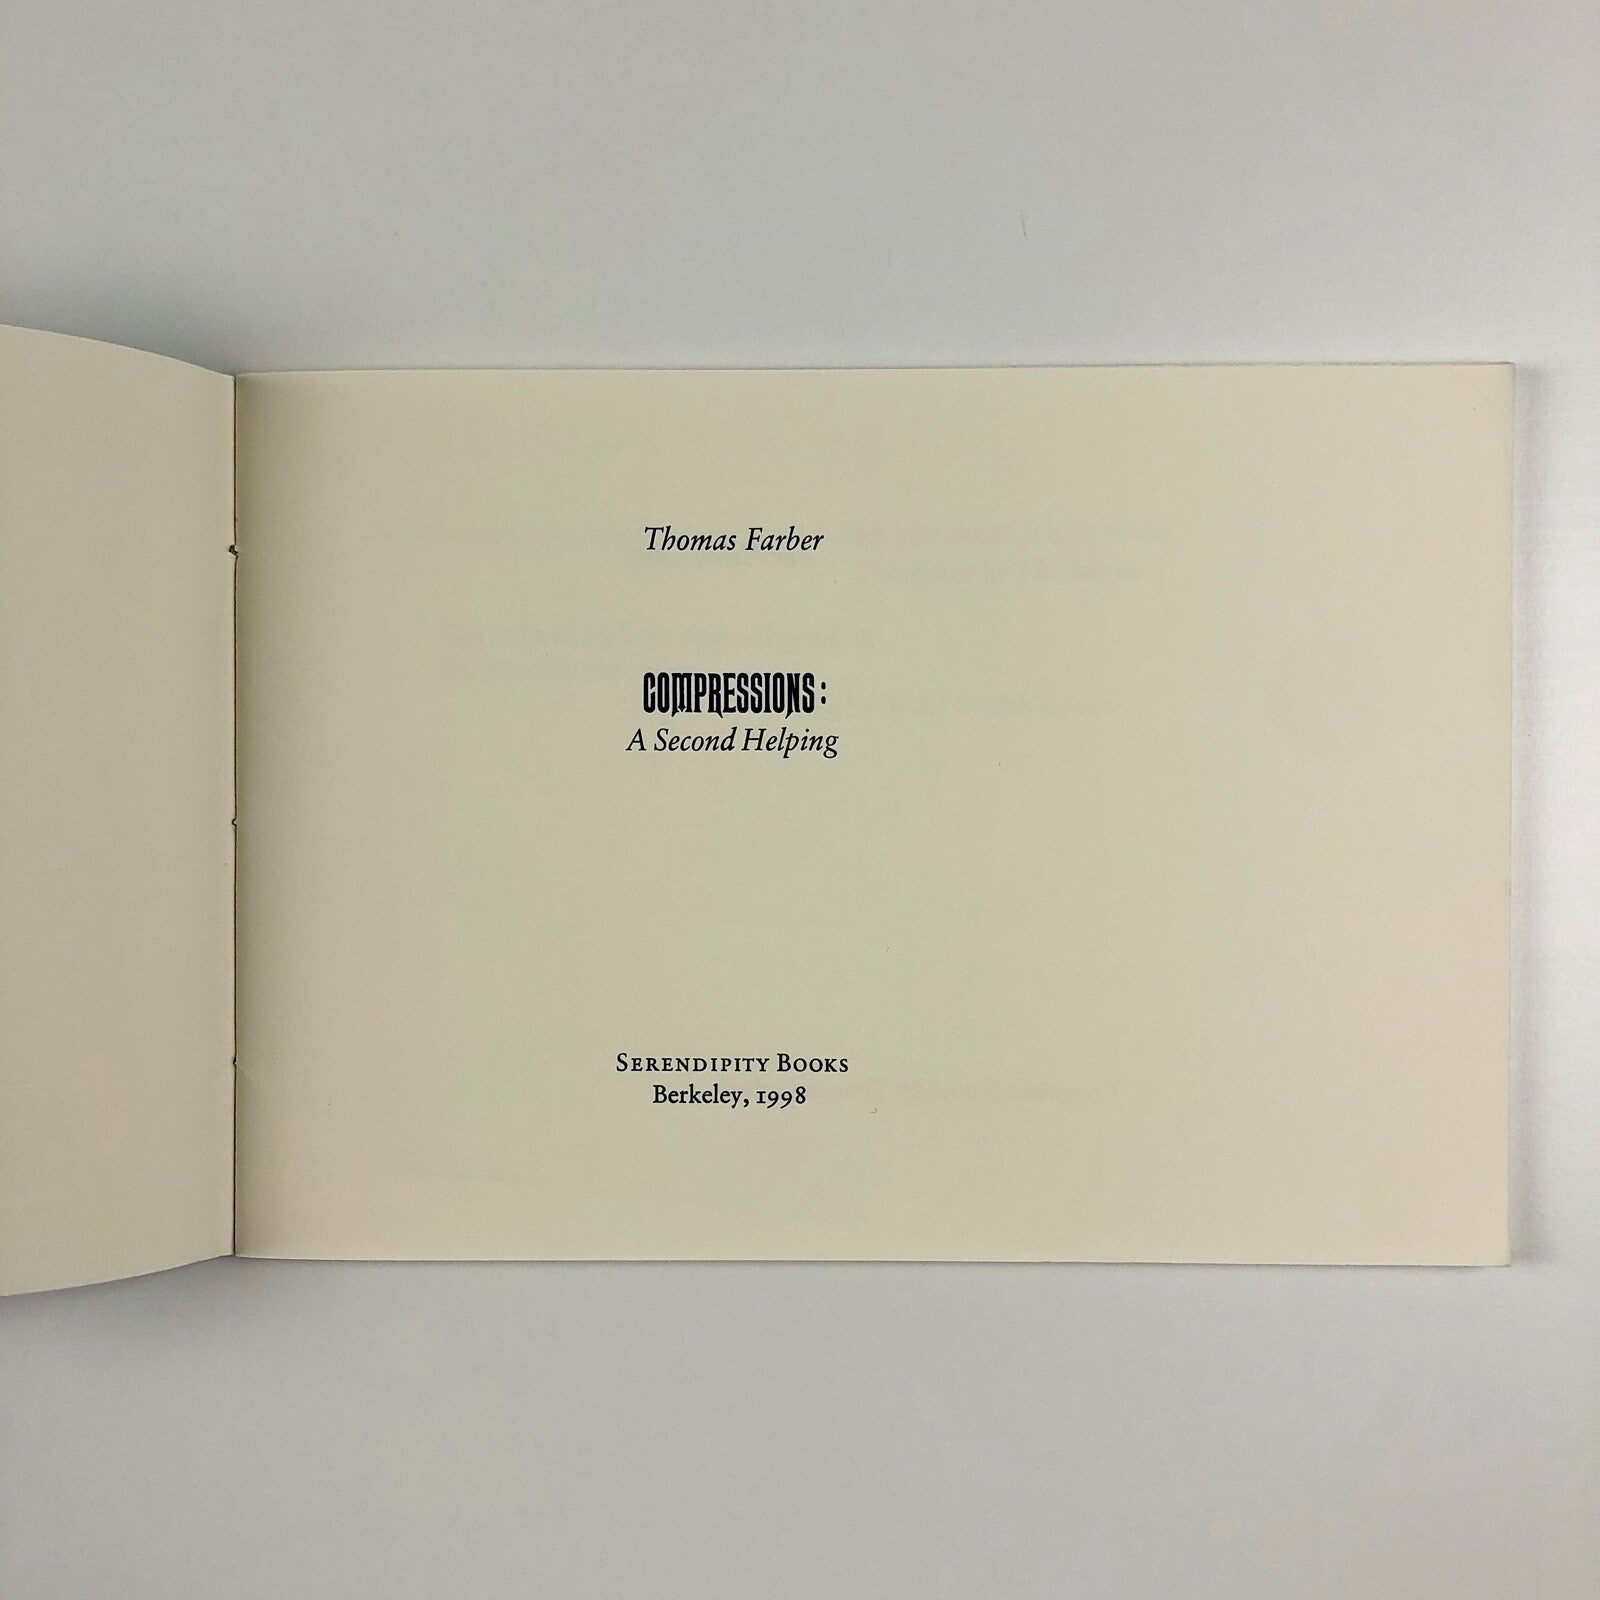 Thomas Farber
COMPRESSIONS:
A Second Helping
SERENDIPITY BOOKS
Berkeley, 1998